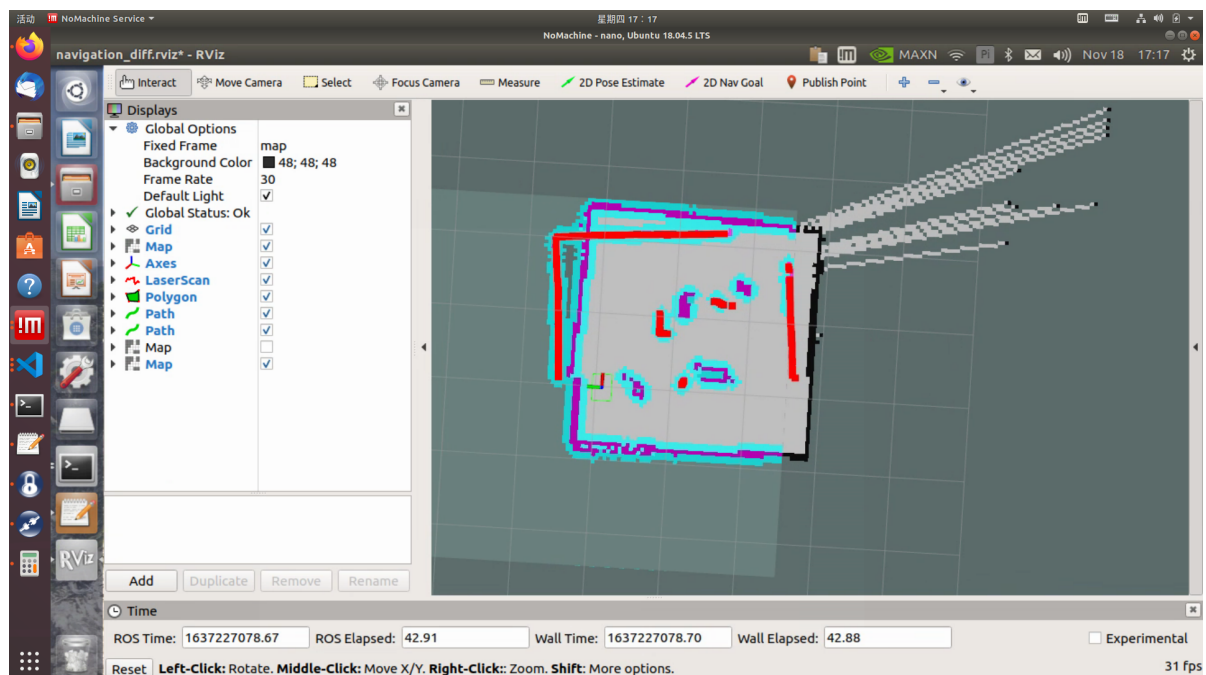 活动 NoMachine Service 星期四 17：17
NoMachine - nano, Ubuntu 18.04.5 LTS
navigation_diff.rviz* - RViz MAXN Pi Nov 18 17:17
Interact Move Camera Select Focus Camera Measure 2D Pose Estimate 2D Nav Goal Publish Point
Displays
Global Options
Fixed Frame map
Background Color 48; 48; 48
Frame Rate 30
Default Light
Global Status: Ok
Grid
Map
Axes
LaserScan
Polygon
Path
Path
Map
Map
Add Duplicate Remove Rename
Time
ROS Time: 1637227078.67 ROS Elapsed: 42.91 Wall Time: 1637227078.70 Wall Elapsed: 42.88 Experimental
Reset Left-Click: Rotate. Middle-Click: Move X/Y. Right-Click:: Zoom. Shift: More options. 31 fps
!M
RViz